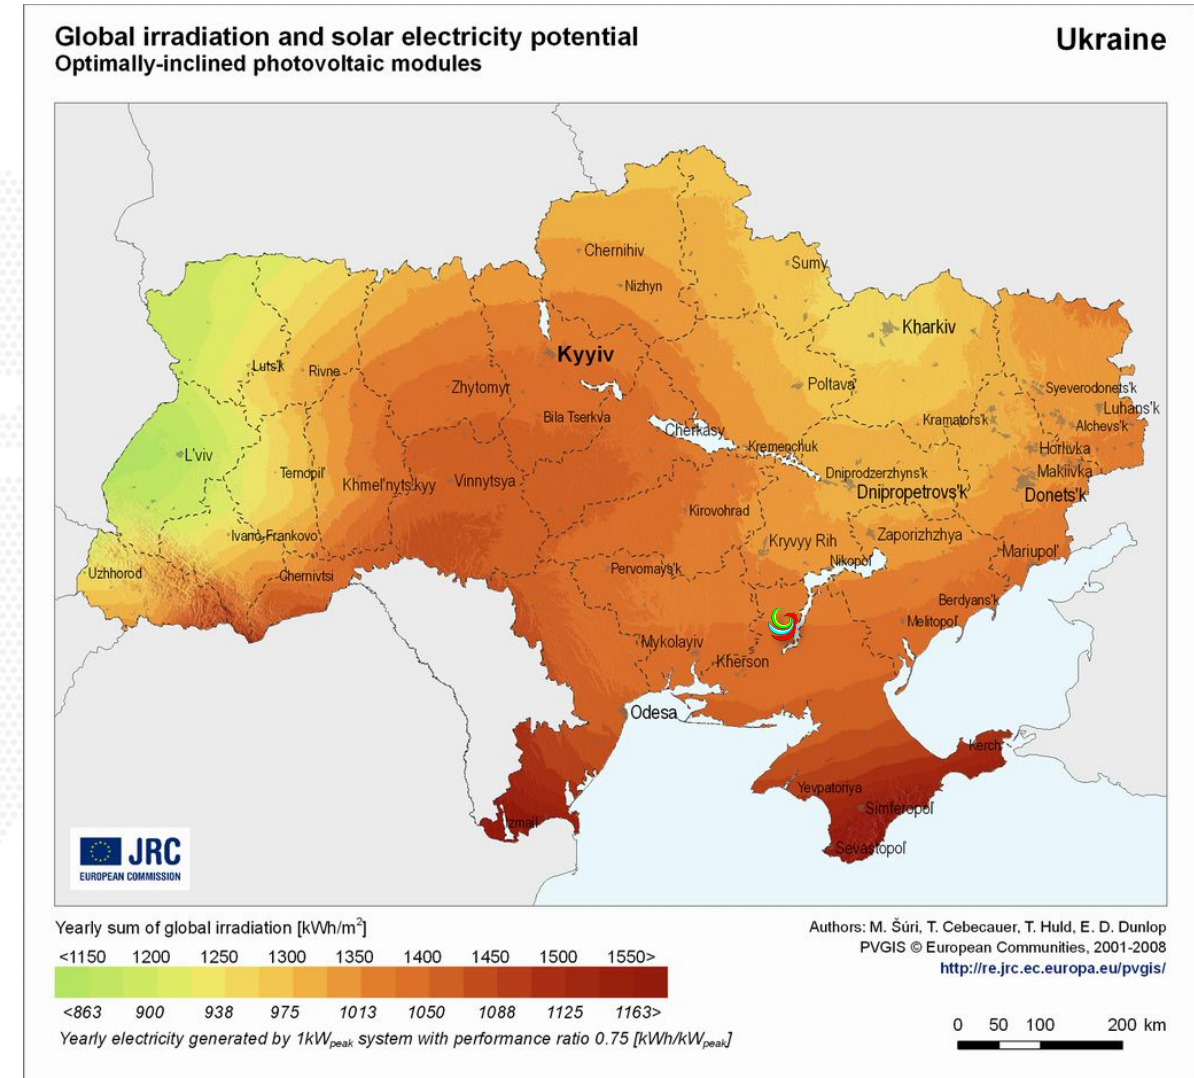 Global irradiation and solar electricity potential
Optimally-inclined photovoltaic modules
Ukraine
Chernihiv
Sumy
Nizhyn
Kharkiv
Kyyiv
Luts'k
Rivne
Zhytomyr
Poltava
Syeverodonets'k
Luhans'k
Bila Tserkva
Cherkasy
Kramators'k
Alchevs'k
L'viv
Kremenchuk
Horlivka
Ternopil'
Khmel'nyts'kyy
Vinnytsya
Dniprodzerzhyns'k
Makiivka
Dnipropetrovs'k
Donets'k
Kirovohrad
Ivano-Frankovo
Kryvyy Rih
Zaporizhzhya
Mariupol'
Uzhhorod
Chernivtsi
Pervomays'k
Nikopol'
Berdyans'k
Melitopol'
Mykolayiv
Kherson
Odesa
Kerch
Yevpatoriya
Simferopol'
Izmail
Sevastopol'
JRC
EUROPEAN COMMISSION
Yearly sum of global irradiation [kWh/m²]
<1150 1200 1250 1300 1350 1400 1450 1500 1550>
<863 900 938 975 1013 1050 1088 1125 1163>
Yearly electricity generated by 1kWpeak system with performance ratio 0.75 [kWh/kWpeak]
Authors: M. Šúri, T. Cebecauer, T. Huld, E. D. Dunlop
PVGIS © European Communities, 2001-2008
http://re.jrc.ec.europa.eu/pvgis/
0 50 100 200 km